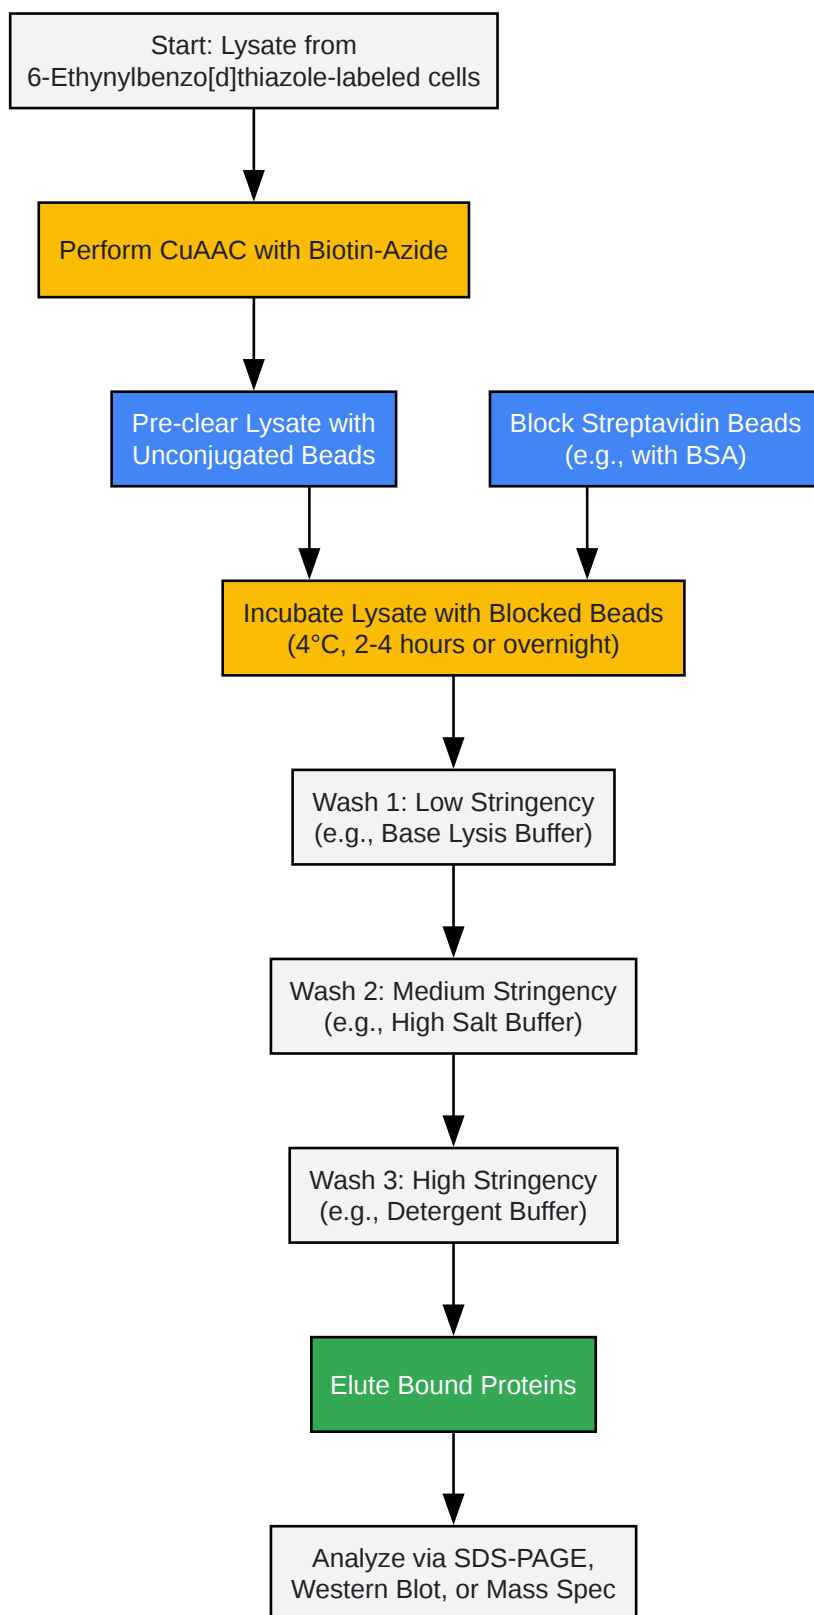 Start: Lysate from
6-Ethynylbenzo[d]thiazole-labeled cells
Perform CuAAC with Biotin-Azide
Pre-clear Lysate with
Unconjugated Beads
Block Streptavidin Beads
(e.g., with BSA)
Incubate Lysate with Blocked Beads
(4°C, 2-4 hours or overnight)
Wash 1: Low Stringency
(e.g., Base Lysis Buffer)
Wash 2: Medium Stringency
(e.g., High Salt Buffer)
Wash 3: High Stringency
(e.g., Detergent Buffer)
Elute Bound Proteins
Analyze via SDS-PAGE,
Western Blot, or Mass Spec